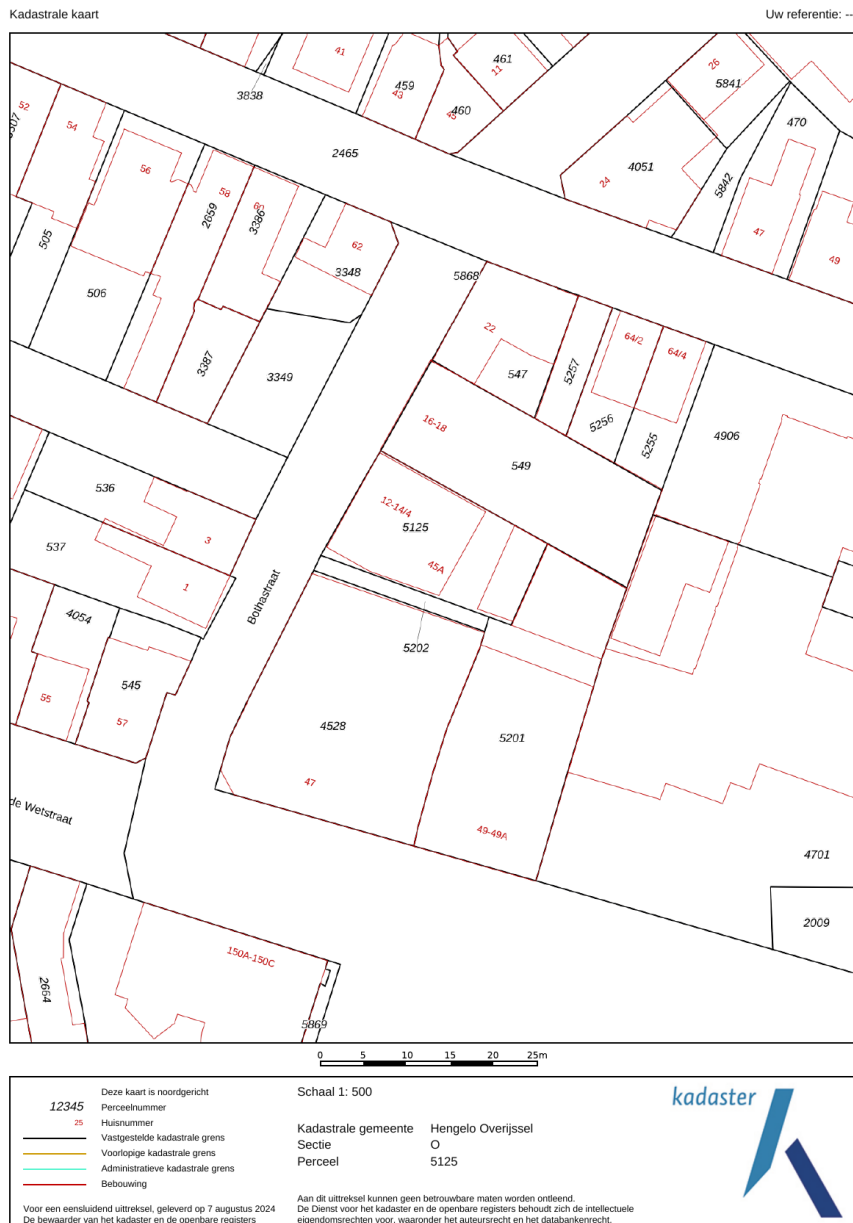 Kadastrale kaart
Uw referentie: --
41
461
26
11
5841
3838
459
43
45
460
52
470
54
2465
56
4051
24
5842
58
60
2659
3386
47
49
505
62
3348
5868
506
22
64/2
64/4
3387
3349
547
5257
5256
16-18
4906
5255
549
536
12-14/4
5125
3
537
45A
1
Bothastraat
4054
5202
545
55
57
4528
5201
47
de Wetstraat
49-49A
4701
2009
150A-150C
2664
5869
0 5 10 15 20 25m
Deze kaart is noordgericht
12345 Perceelnummer
25 Huisnummer
Vastgestelde kadastrale grens
Voorlopige kadastrale grens
Administratieve kadastrale grens
Bebouwing
Voor een eensluidend uittreksel, geleverd op 7 augustus 2024
De bewaarder van het kadaster en de openbare registers
Schaal 1: 500
Kadastrale gemeente Hengelo Overijssel
Sectie O
Perceel 5125
Aan dit uittreksel kunnen geen betrouwbare maten worden ontleend.
De Dienst voor het kadaster en de openbare registers behoudt zich de intellectuele
eigendomsrechten voor, waaronder het auteursrecht en het databankenrecht.
kadaster